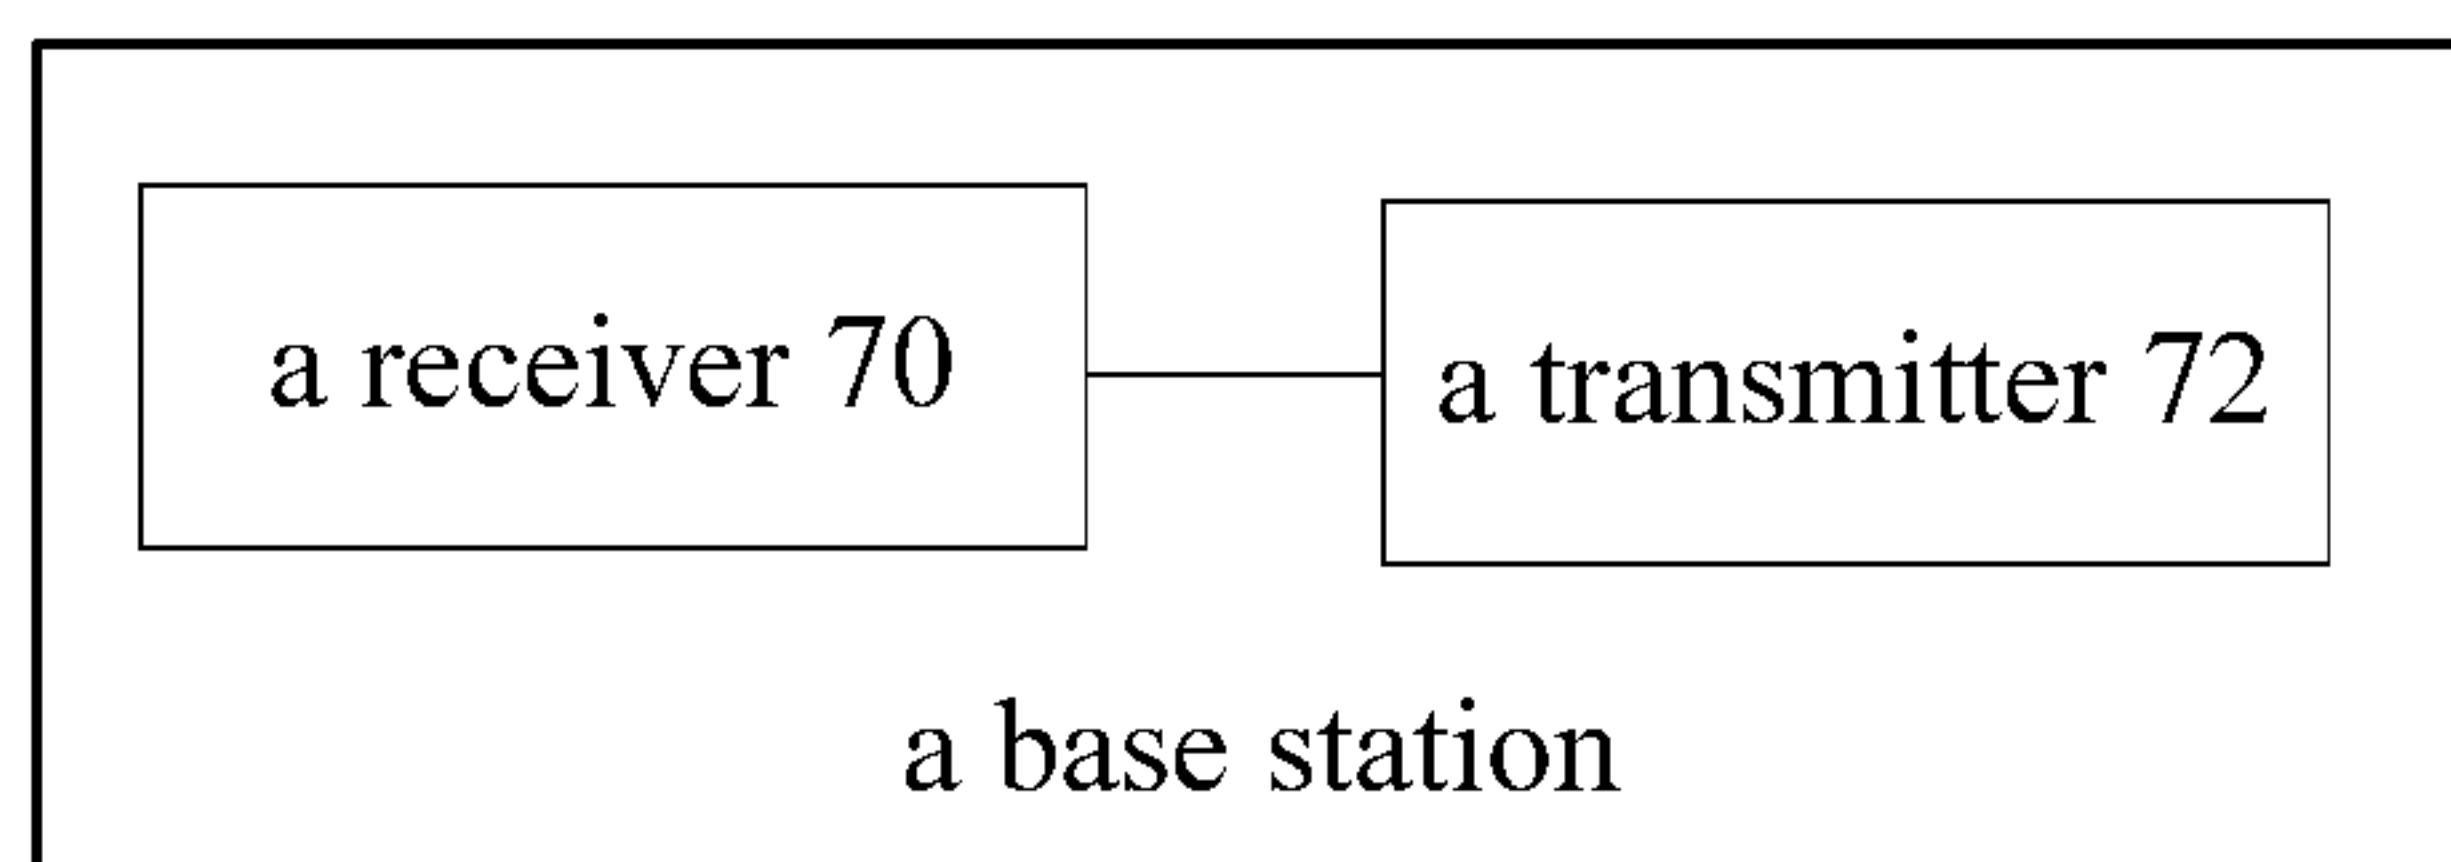 a receiver 70
a transmitter 72
a base station